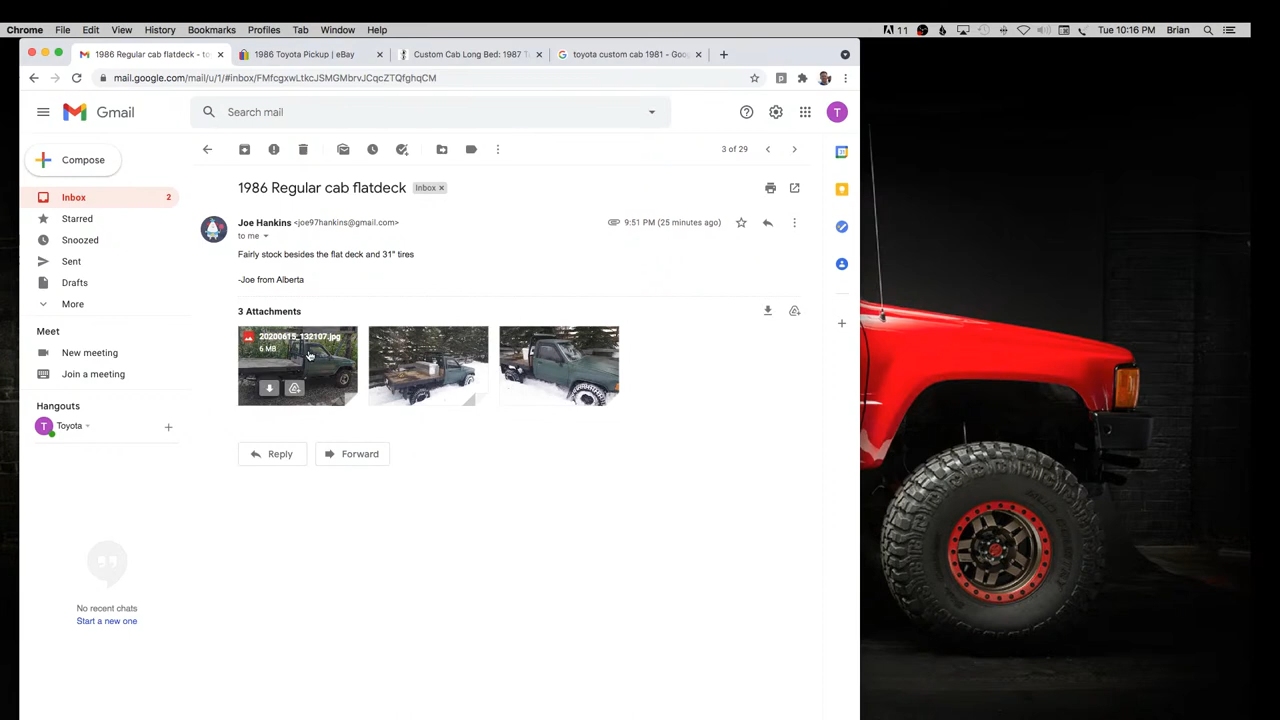 Chrome File Edit View History Bookmarks Profiles Tab Window Help 11 Tue 10:16 PM Brian
1986 Regular cab flatdeck - to 1986 Toyota Pickup | eBay Custom Cab Long Bed: 1987 T toyota custom cab 1981 - Goo
mail.google.com/mail/u/1/#inbox/FMfcgxwLtkcJSMGMbrvJCqcZTQfghqCM
Gmail
Search mail
T
Compose
3 of 29
Inbox 2
Starred
Snoozed
Sent
Drafts
More
Meet
New meeting
Join a meeting
Hangouts
T Toyota
No recent chats
Start a new one
1986 Regular cab flatdeck Inbox x
Joe Hankins <joe97hankins@gmail.com> 9:51 PM (25 minutes ago)
to me
Fairly stock besides the flat deck and 31" tires
-Joe from Alberta
3 Attachments
20200615_132107.jpg
6 MB
Reply Forward